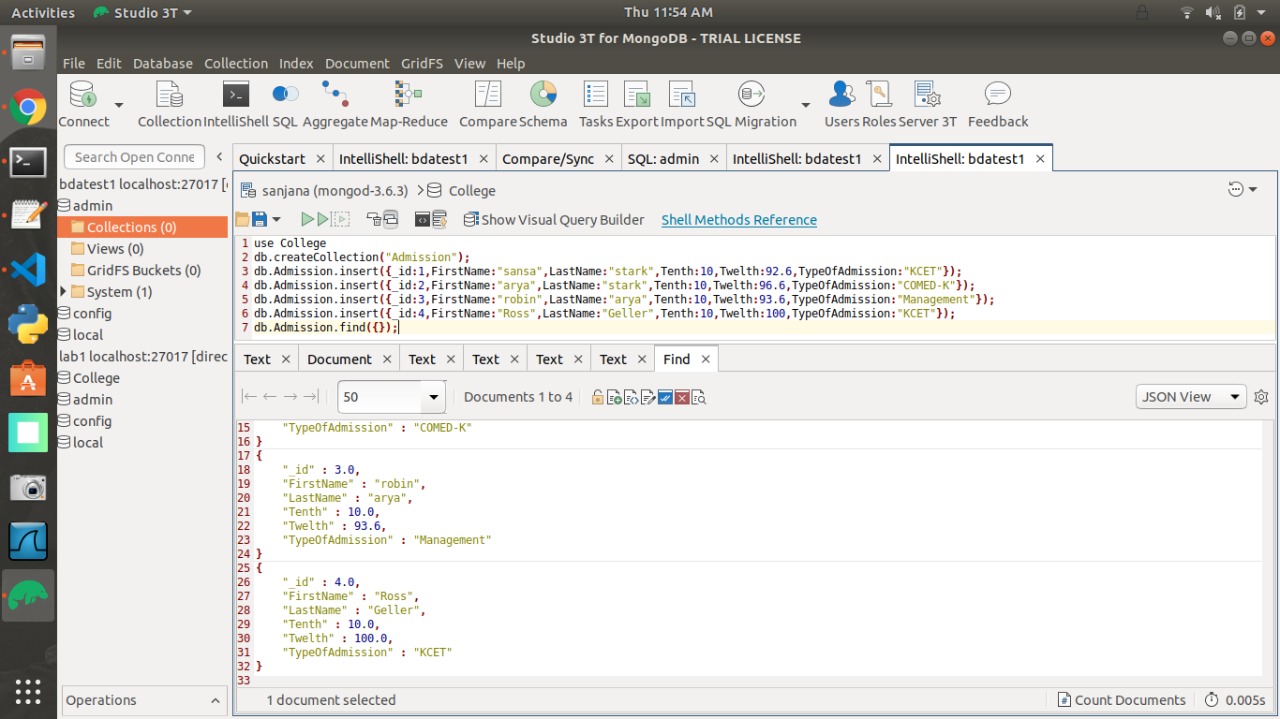 Activities Studio 3T Thu 11:54 AM
Studio 3T for MongoDB - TRIAL LICENSE
File Edit Database Collection Index Document GridFS View Help
Connect Collection IntelliShell SQL Aggregate Map-Reduce Compare Schema Tasks Export Import SQL Migration Users Roles Server 3T Feedback
Search Open Conne
Quickstart IntelliShell: bdatest1 Compare/Sync SQL: admin IntelliShell: bdatest1 IntelliShell: bdatest1
bdatest1 localhost:27017 [
admin
Collections (0)
Views (0)
GridFS Buckets (0)
System (1)
config
local
lab1 localhost:27017 [direc
College
admin
config
local
Operations
sanjana (mongod-3.6.3) College
Show Visual Query Builder Shell Methods Reference
1 use College
2 db.createCollection("Admission");
3 db.Admission.insert({_id:1,FirstName:"sansa",LastName:"stark",Tenth:10,Twelth:92.6,TypeOfAdmission:"KCET"});
4 db.Admission.insert({_id:2,FirstName:"arya",LastName:"stark",Tenth:10,Twelth:96.6,TypeOfAdmission:"COMED-K"});
5 db.Admission.insert({_id:3,FirstName:"robin",LastName:"arya",Tenth:10,Twelth:93.6,TypeOfAdmission:"Management"});
6 db.Admission.insert({_id:4,FirstName:"Ross",LastName:"Geller",Tenth:10,Twelth:100,TypeOfAdmission:"KCET"});
7 db.Admission.find({});
Text Document Text Text Text Text Find
50 Documents 1 to 4 JSON View
15 "TypeOfAdmission" : "COMED-K"
16 }
17 {
18 "_id" : 3.0,
19 "FirstName" : "robin",
20 "LastName" : "arya",
21 "Tenth" : 10.0,
22 "Twelth" : 93.6,
23 "TypeOfAdmission" : "Management"
24 }
25 {
26 "_id" : 4.0,
27 "FirstName" : "Ross",
28 "LastName" : "Geller",
29 "Tenth" : 10.0,
30 "Twelth" : 100.0,
31 "TypeOfAdmission" : "KCET"
32 }
33
1 document selected Count Documents 0.005s